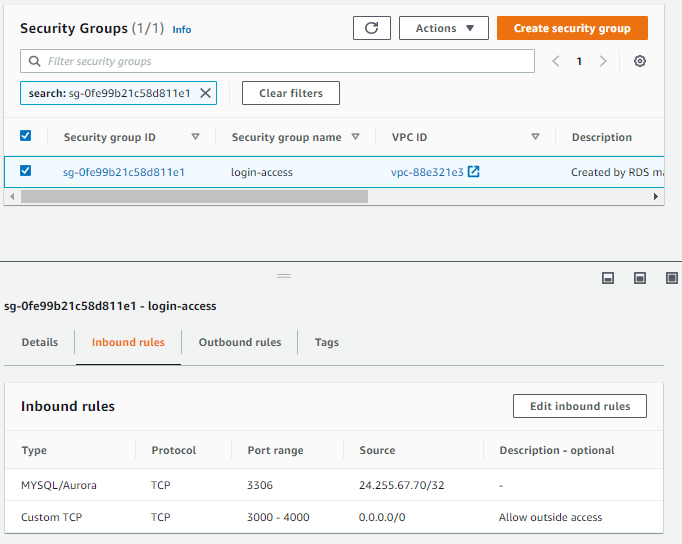 Security Groups (1/1) Info Actions Create security group
Filter security groups 1
search: sg-0fe99b21c58d811e1 Clear filters
Security group ID Security group name VPC ID Description
sg-0fe99b21c58d811e1 login-access vpc-88e321e3 Created by RDS ma
sg-0fe99b21c58d811e1 - login-access
Details Inbound rules Outbound rules Tags
Inbound rules Edit inbound rules
Type Protocol Port range Source Description - optional
MYSQL/Aurora TCP 3306 24.255.67.70/32 -
Custom TCP TCP 3000 - 4000 0.0.0.0/0 Allow outside access